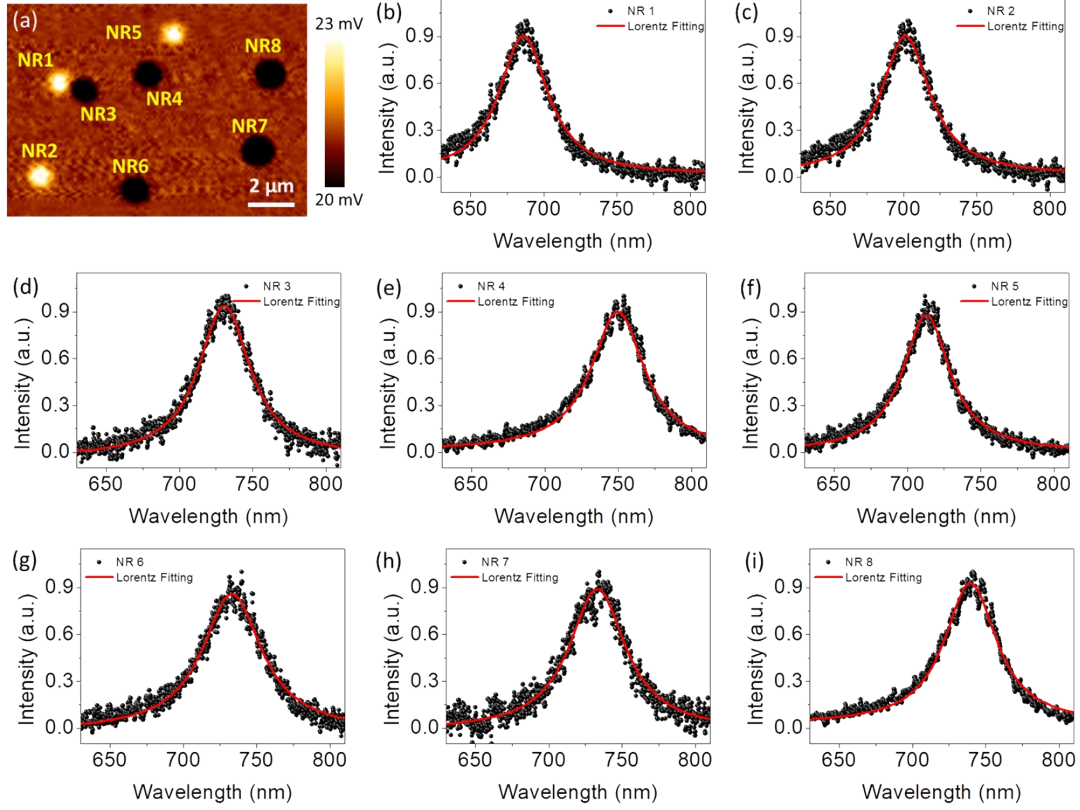 (a)
NR5
NR8
NR1
NR3
NR4
NR7
NR2
NR6
2 μm
23 mV
20 mV
(b)
NR 1
Lorentz Fitting
0.9
0.6
0.3
0.0
Intensity (a.u.)
650 700 750 800
Wavelength (nm)
(c)
NR 2
Lorentz Fitting
0.9
0.6
0.3
0.0
Intensity (a.u.)
650 700 750 800
Wavelength (nm)
(d)
NR 3
Lorentz Fitting
0.9
0.6
0.3
0.0
Intensity (a.u.)
650 700 750 800
Wavelength (nm)
(e)
NR 4
Lorentz Fitting
0.9
0.6
0.3
0.0
Intensity (a.u.)
650 700 750 800
Wavelength (nm)
(f)
NR 5
Lorentz Fitting
0.9
0.6
0.3
0.0
Intensity (a.u.)
650 700 750 800
Wavelength (nm)
(g)
NR 6
Lorentz Fitting
0.9
0.6
0.3
0.0
Intensity (a.u.)
650 700 750 800
Wavelength (nm)
(h)
NR 7
Lorentz Fitting
0.9
0.6
0.3
0.0
Intensity (a.u.)
650 700 750 800
Wavelength (nm)
(i)
NR 8
Lorentz Fitting
0.9
0.6
0.3
0.0
Intensity (a.u.)
650 700 750 800
Wavelength (nm)